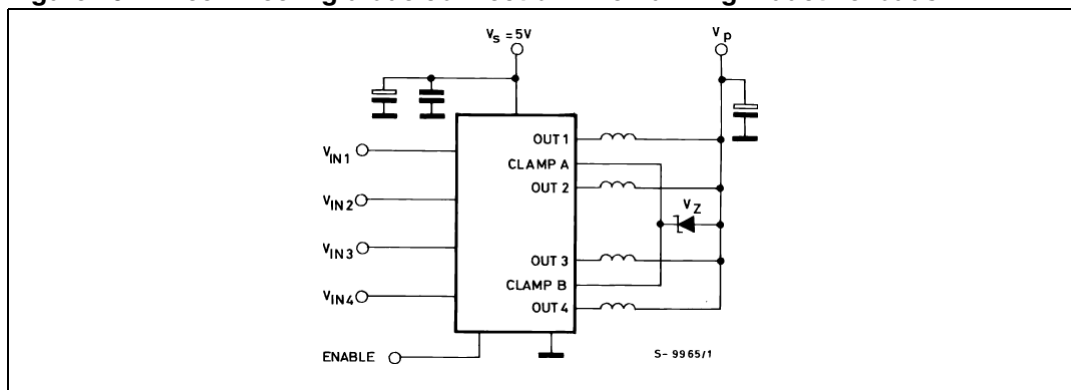 V_S = 5V
V_p
OUT 1
V_IN1
CLAMP A
OUT 2
V_IN2
V_Z
V_IN3
OUT 3
CLAMP B
V_IN4
OUT 4
ENABLE
S- 9965/1